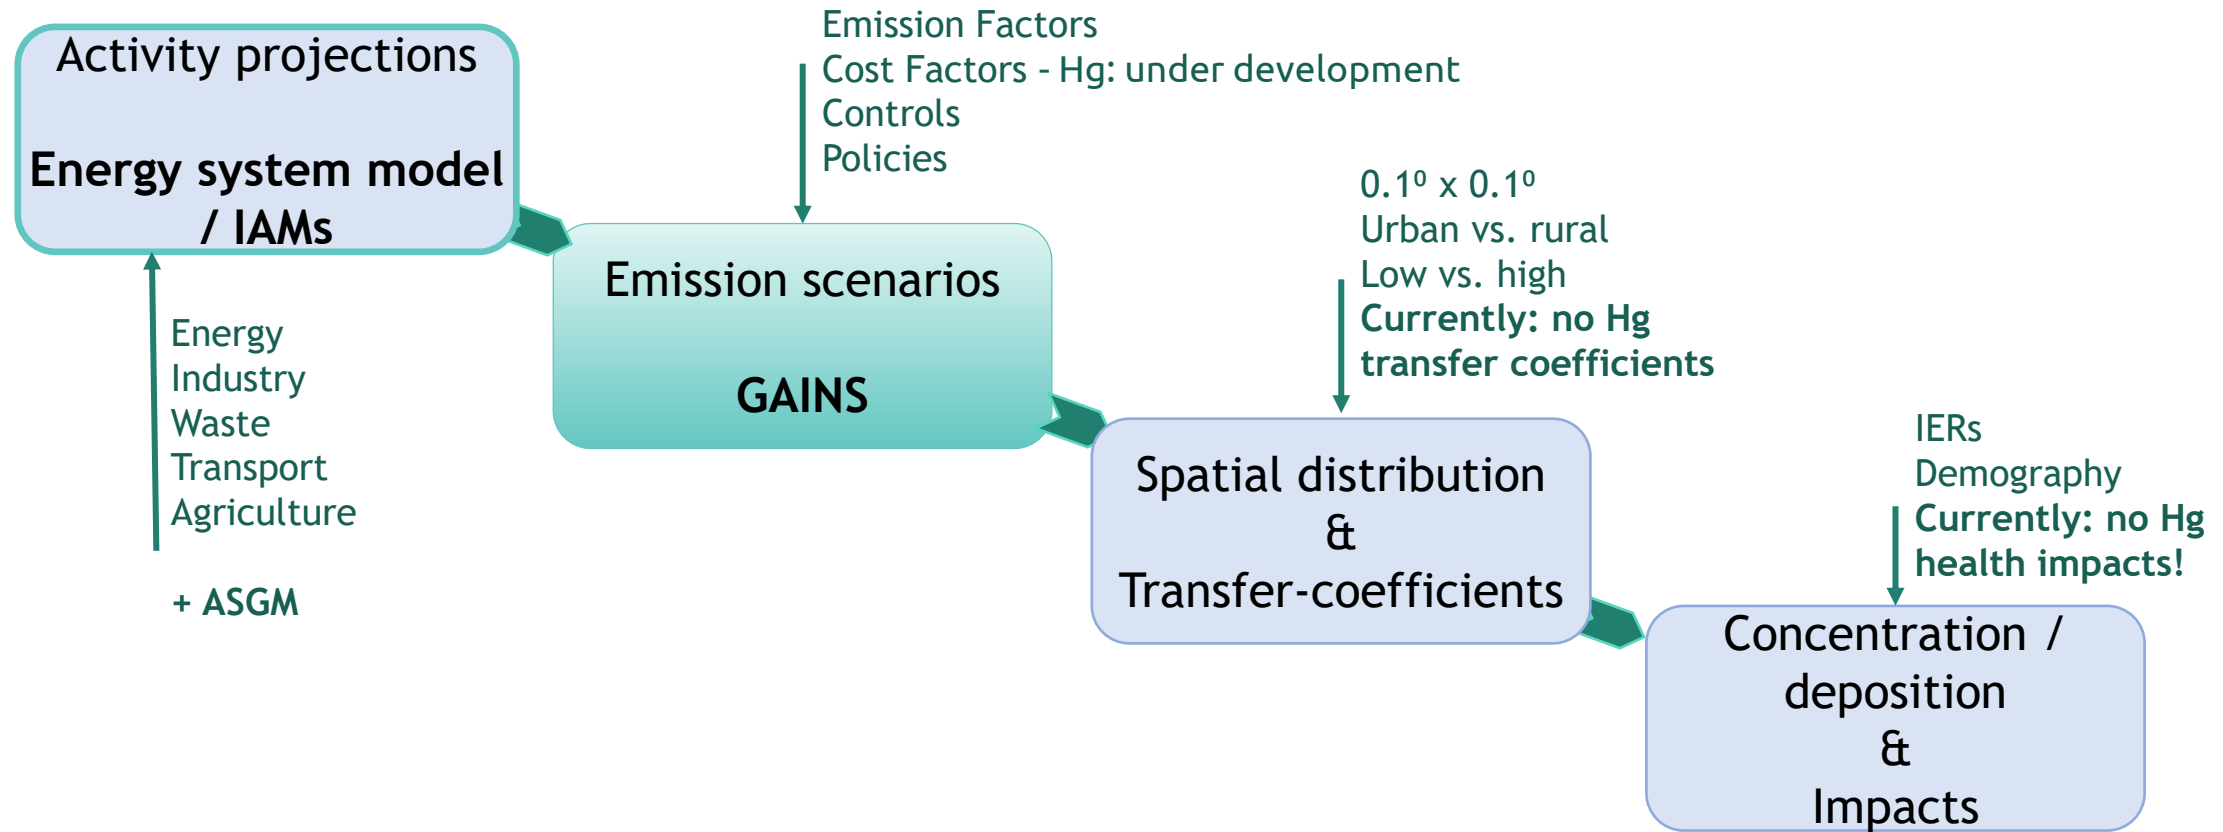 Activity projections
Energy system model
/ IAMs
Energy
Industry
Waste
Transport
Agriculture
+ ASGM
Emission Factors
Cost Factors - Hg: under development
Controls
Policies
Emission scenarios
GAINS
0.1⁰ x 0.1⁰
Urban vs. rural
Low vs. high
Currently: no Hg
transfer coefficients
Spatial distribution
&
Transfer-coefficients
IERs
Demography
Currently: no Hg
health impacts!
Concentration /
deposition
&
Impacts